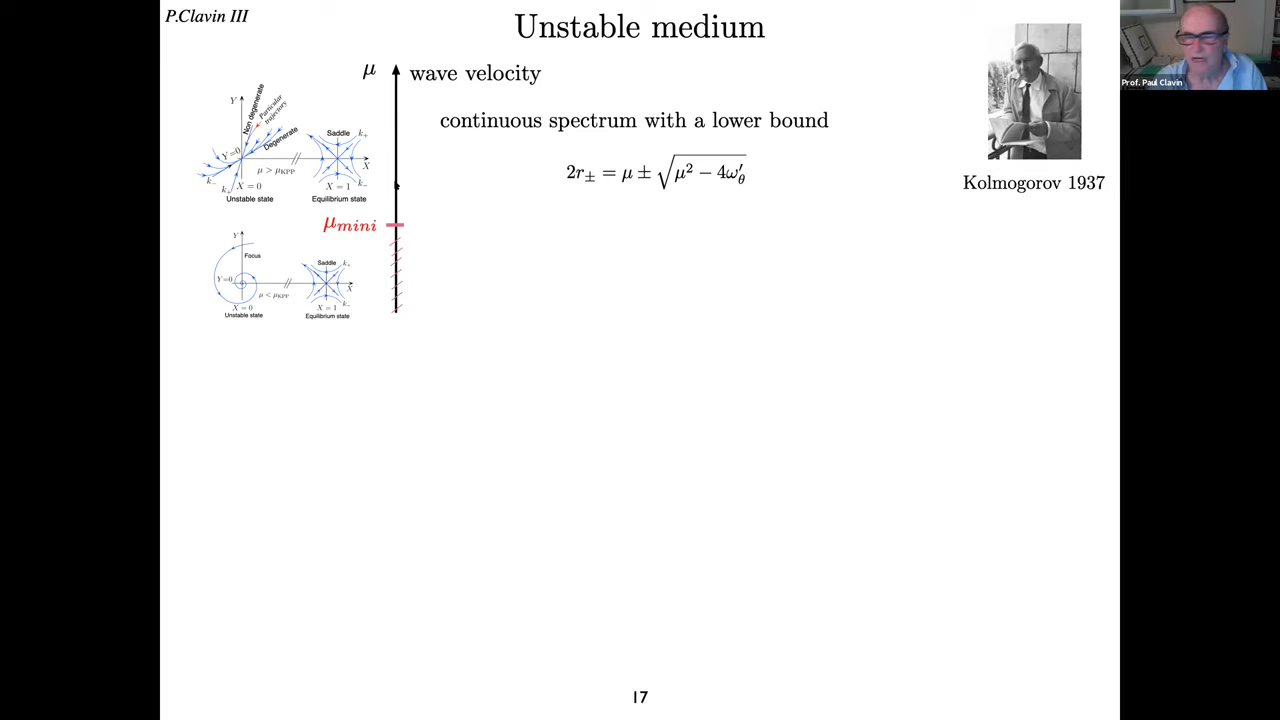 P.Clavin III
Unstable medium
Prof. Paul Clavin
μ
wave velocity
continuous spectrum with a lower bound
2r± = μ ± √(μ² − 4ω′θ)
Kolmogorov 1937
μmini
Y
Non degenerate
Particular
trajectory
Degenerate
Y=0
μ > μKPP
k−
k+
X = 0
Unstable state
Saddle
k+
X
k−
X = 1
Equilibrium state
Y
Focus
Y=0
μ < μKPP
X = 0
Unstable state
Saddle
k+
X
k−
X = 1
Equilibrium state
17